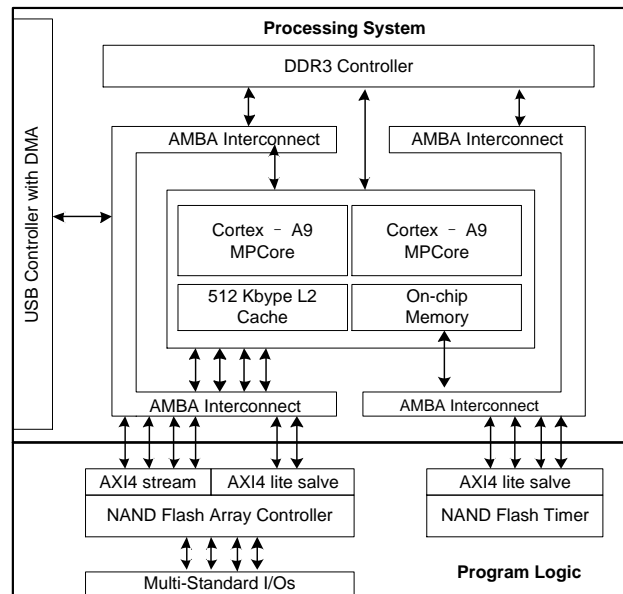 Processing System
DDR3 Controller
USB Controller with DMA
AMBA Interconnect
AMBA Interconnect
Cortex - A9
MPCore
Cortex - A9
MPCore
512 Kbype L2
Cache
On-chip
Memory
AMBA Interconnect
AMBA Interconnect
AXI4 stream
AXI4 lite salve
AXI4 lite salve
NAND Flash Array Controller
NAND Flash Timer
Multi-Standard I/Os
Program Logic